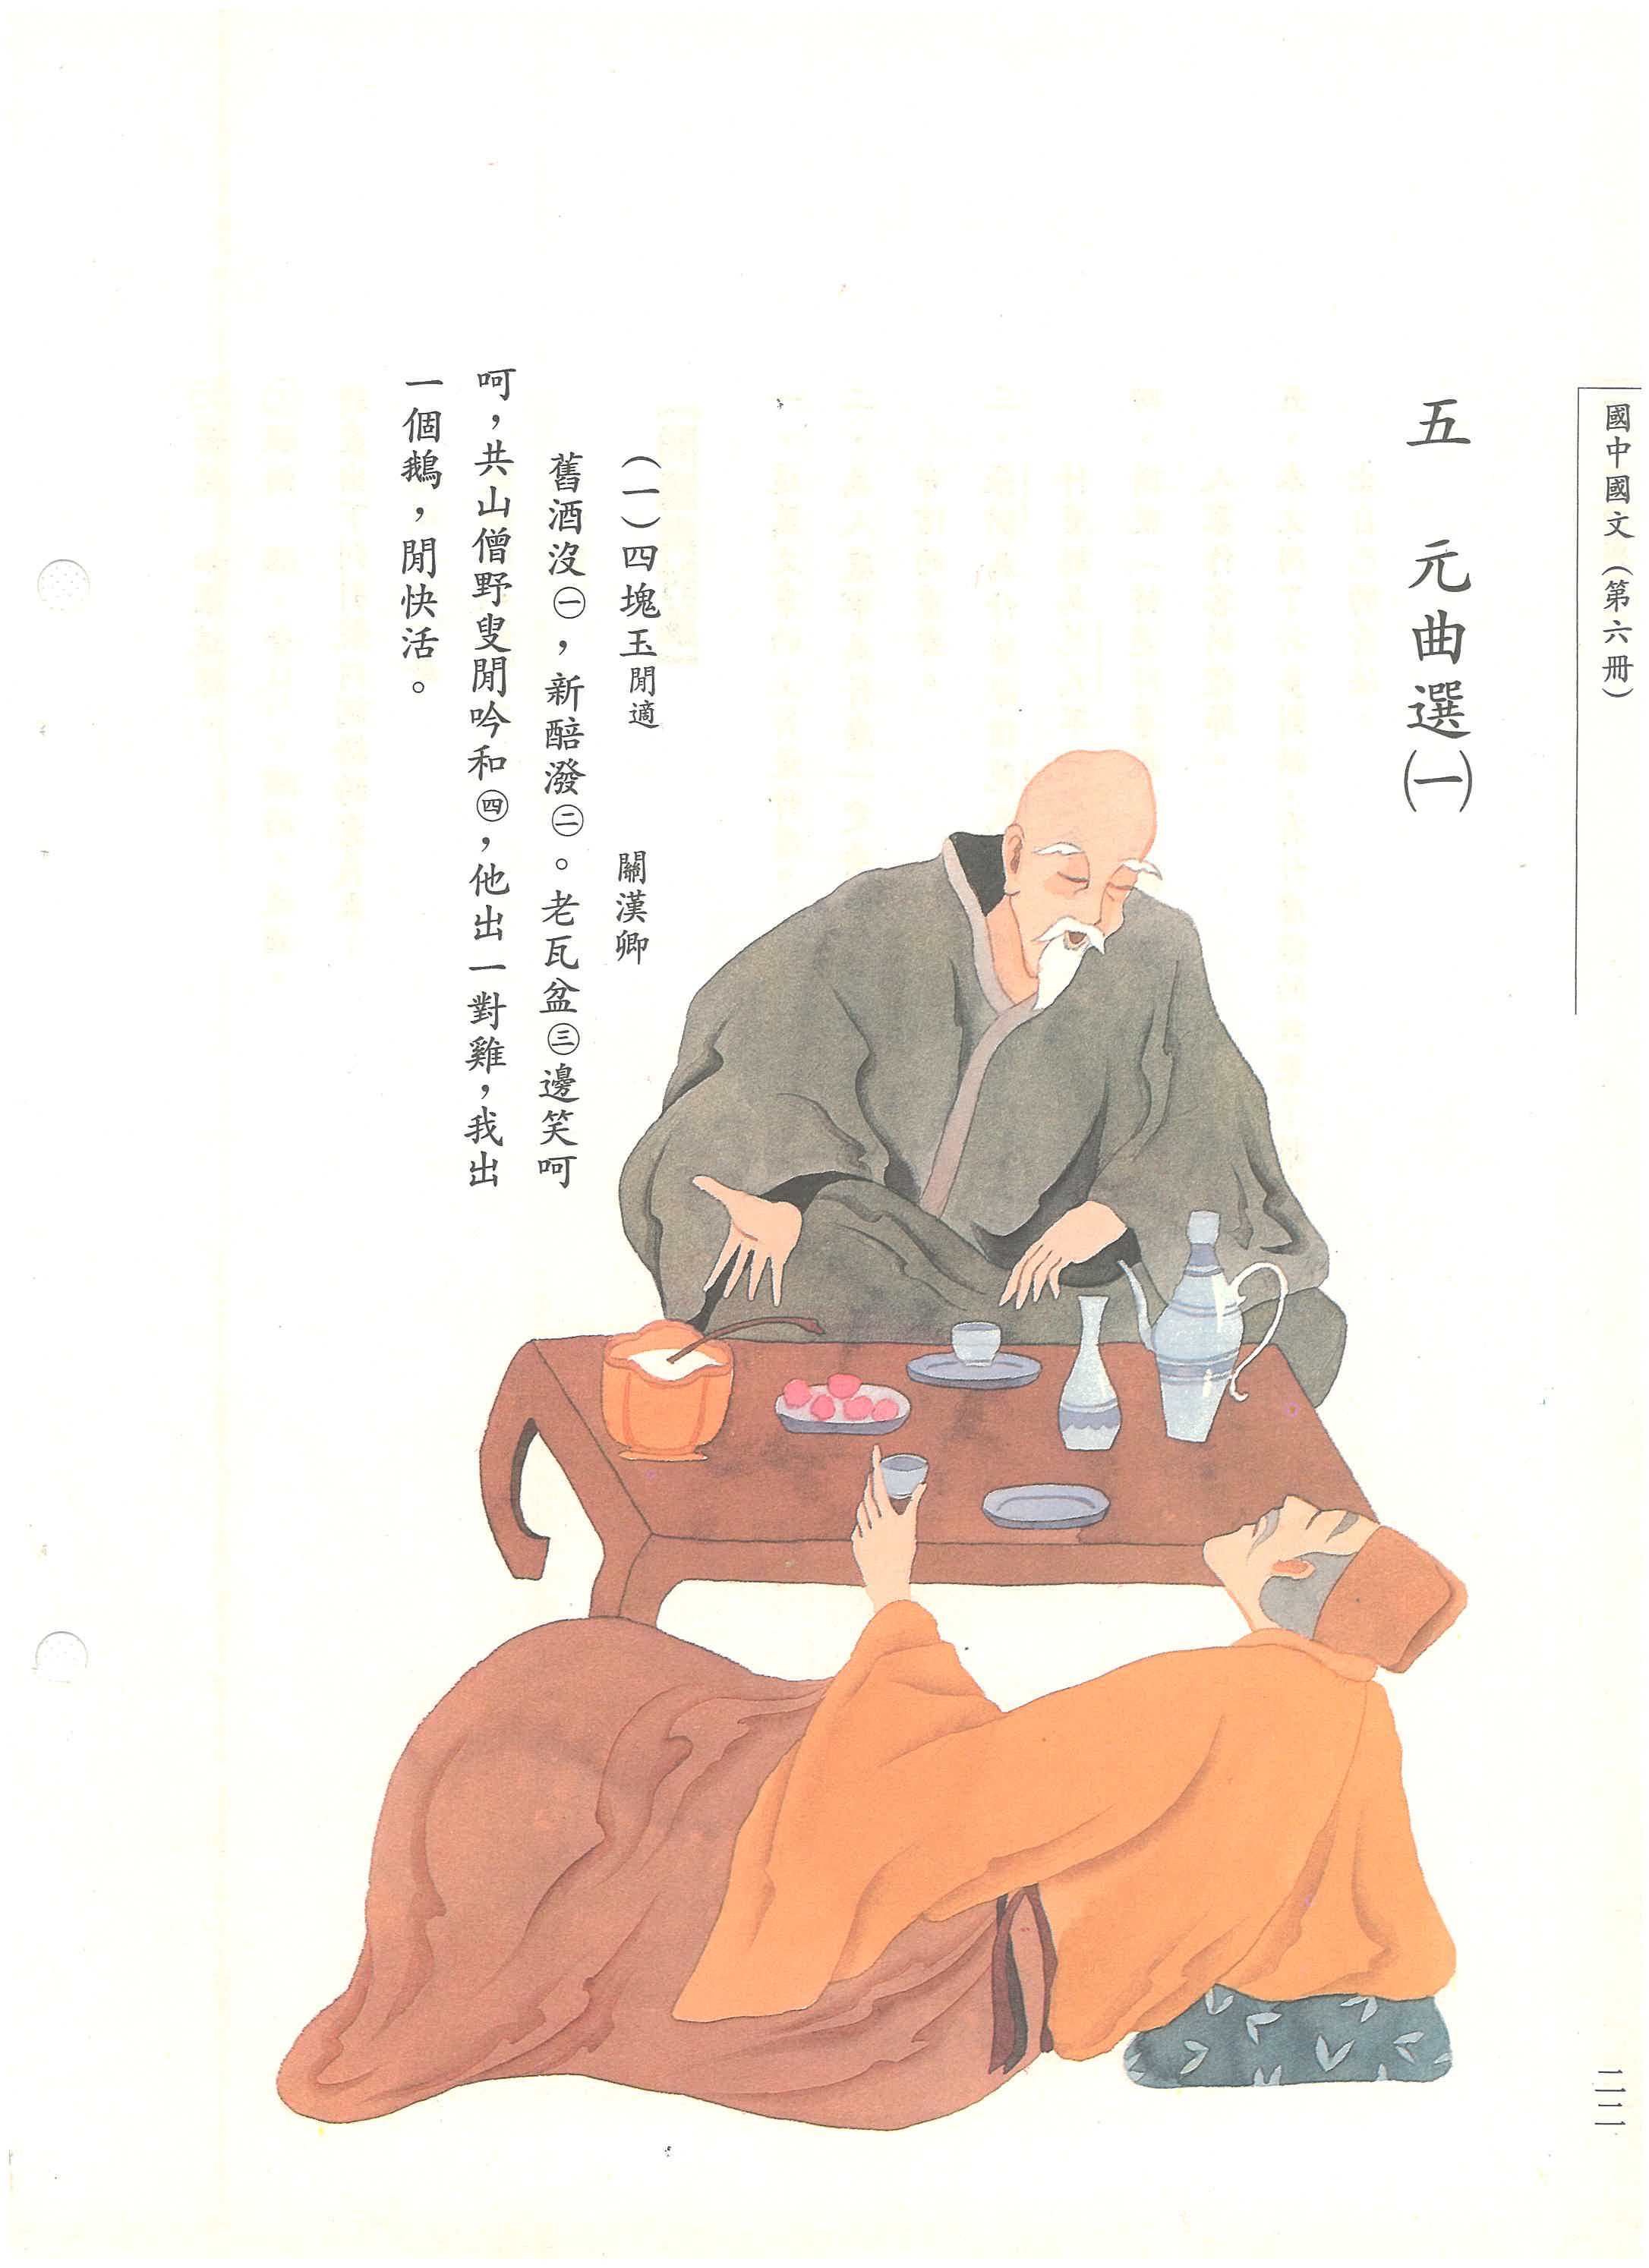 國中國文(第六冊)
二二
五 元曲選㈠
(一)四塊玉 閒適 關漢卿
舊酒沒㊀，新醅潑㊁。老瓦盆㊂邊笑呵
呵，共山僧野叟閒吟和㊃，他出一對雞，我出
一個鵝，閒快活。